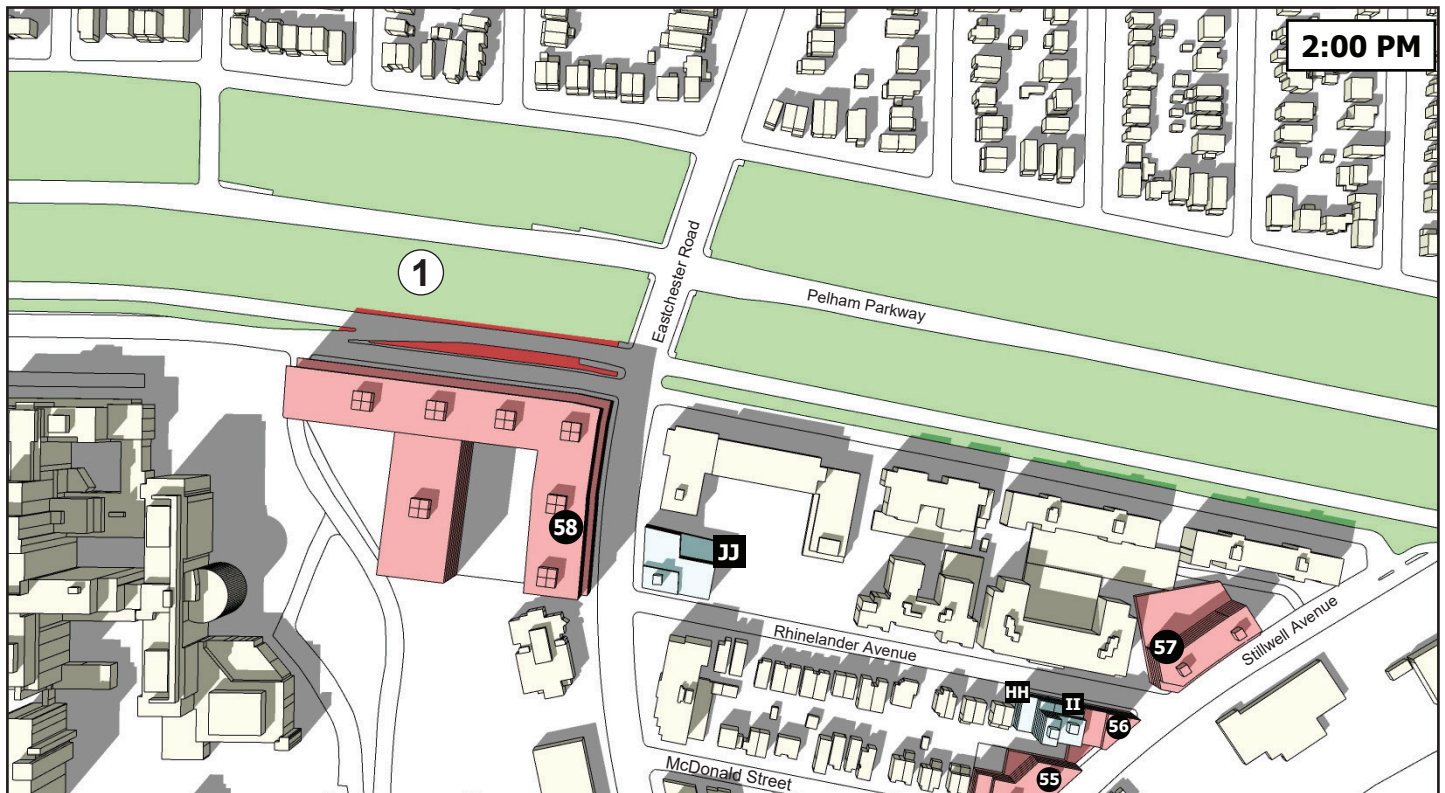 2:00 PM
1
Eastchester Road
Pelham Parkway
58
JJ
Rhinelander Avenue
57
Stillwell Avenue
HH
II
56
McDonald Street
55